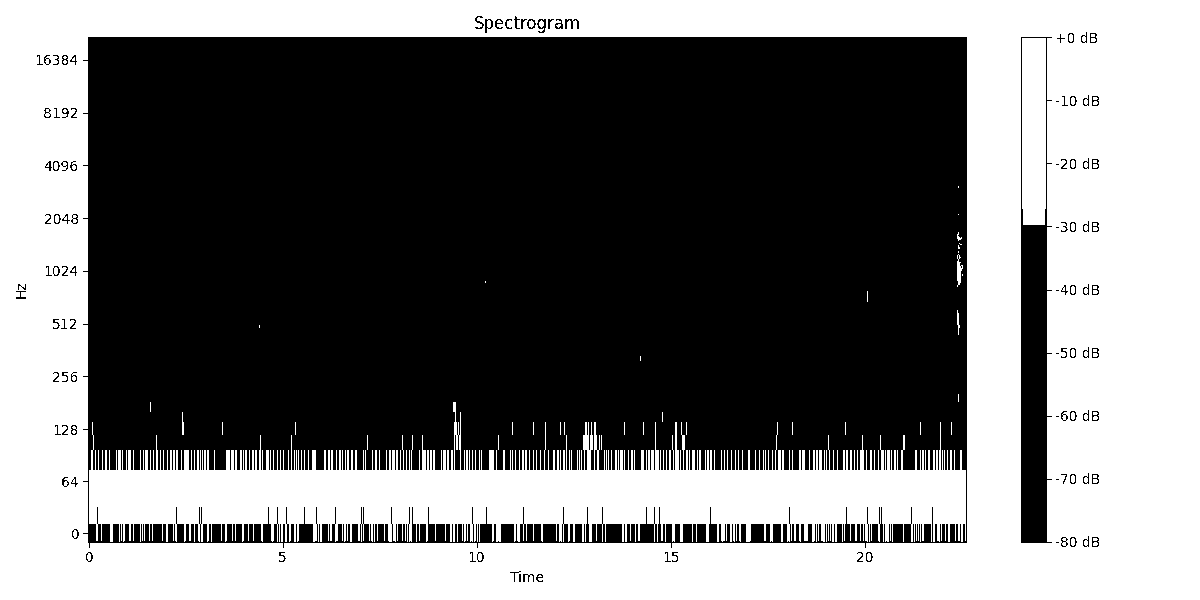 Spectrogram
16384
8192
4096
2048
1024
512
256
128
64
0
Hz
0
5
10
15
20
Time
+0 dB
-10 dB
-20 dB
-30 dB
-40 dB
-50 dB
-60 dB
-70 dB
-80 dB